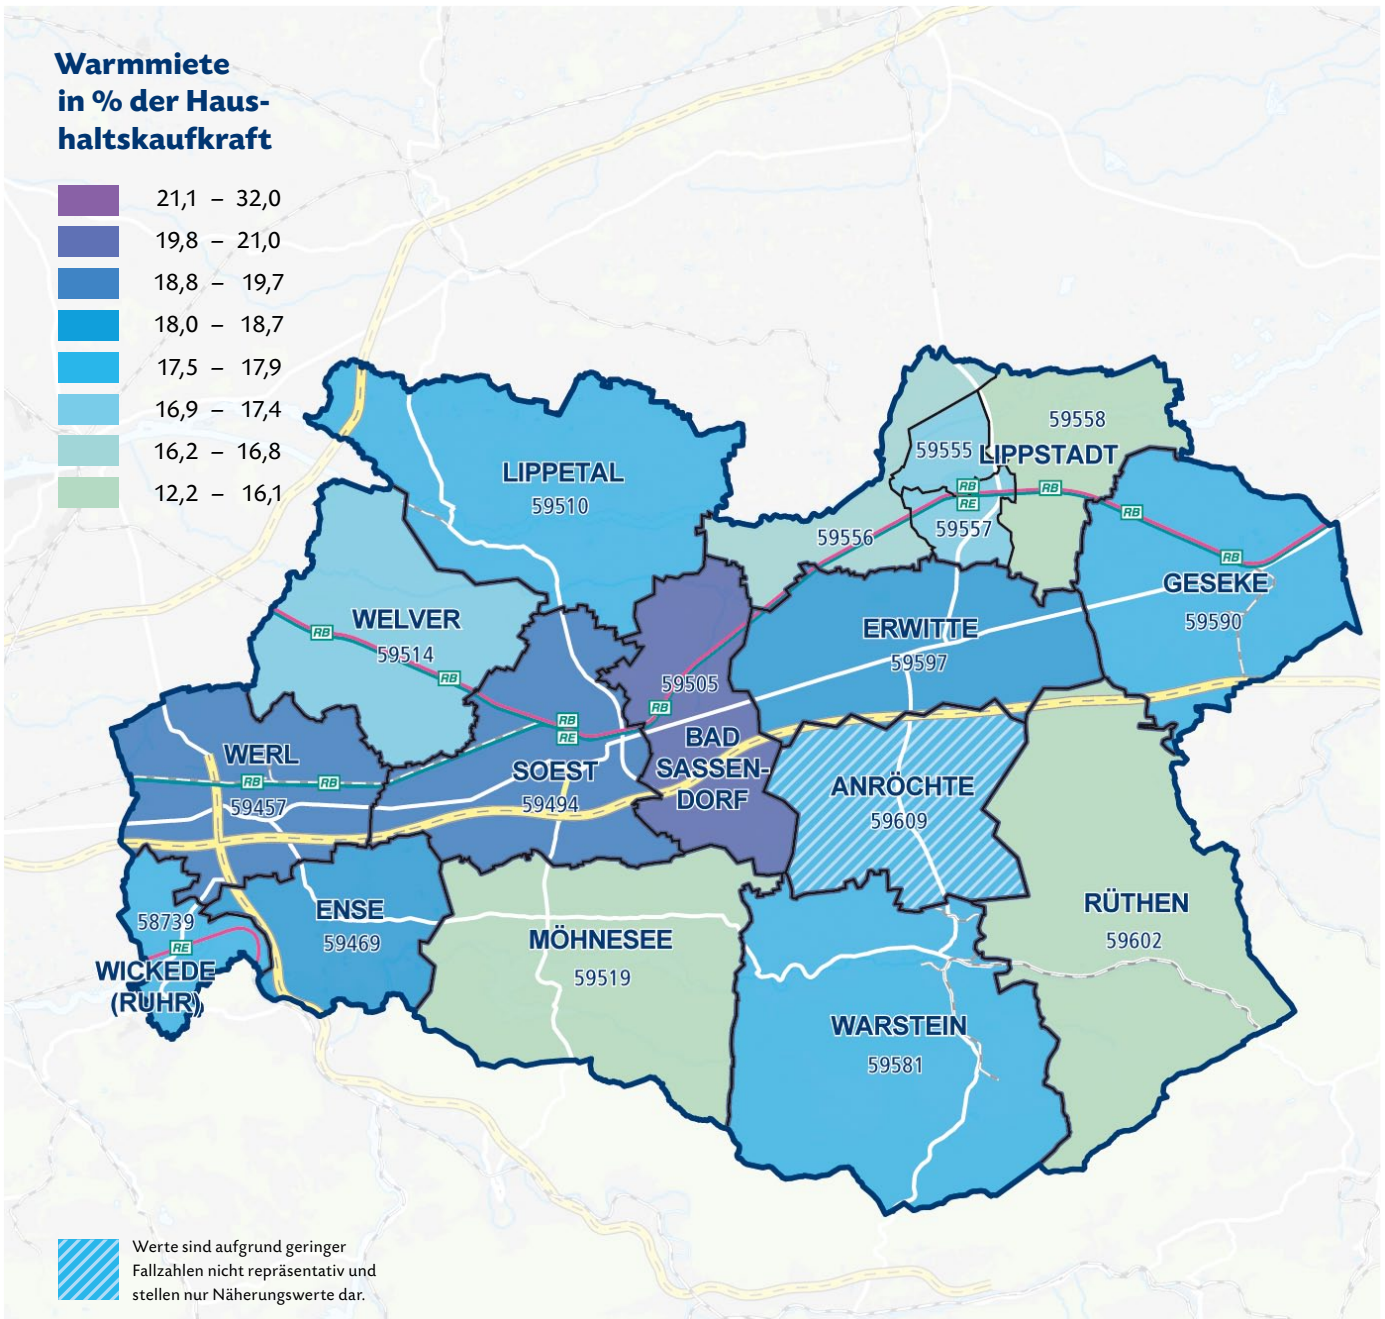 Warmmiete
in % der Haus-
haltskaufkraft
21,1 – 32,0
19,8 – 21,0
18,8 – 19,7
18,0 – 18,7
17,5 – 17,9
16,9 – 17,4
16,2 – 16,8
12,2 – 16,1
59558
59555
LIPPSTADT
LIPPETAL
59510
RB
RB
RE
RB
59556
59557
RB
GESEKE
59590
WELVER
59514
RB
RB
ERWITTE
59597
59505
RB
RB
RE
BAD
SASSEN-
DORF
WERL
RB
RB
59457
SOEST
59494
ANRÖCHTE
59609
ENSE
59469
58739
RE
WICKEDE
(RUHR)
MÖHNESEE
59519
RÜTHEN
59602
WARSTEIN
59581
Werte sind aufgrund geringer
Fallzahlen nicht repräsentativ und
stellen nur Näherungswerte dar.